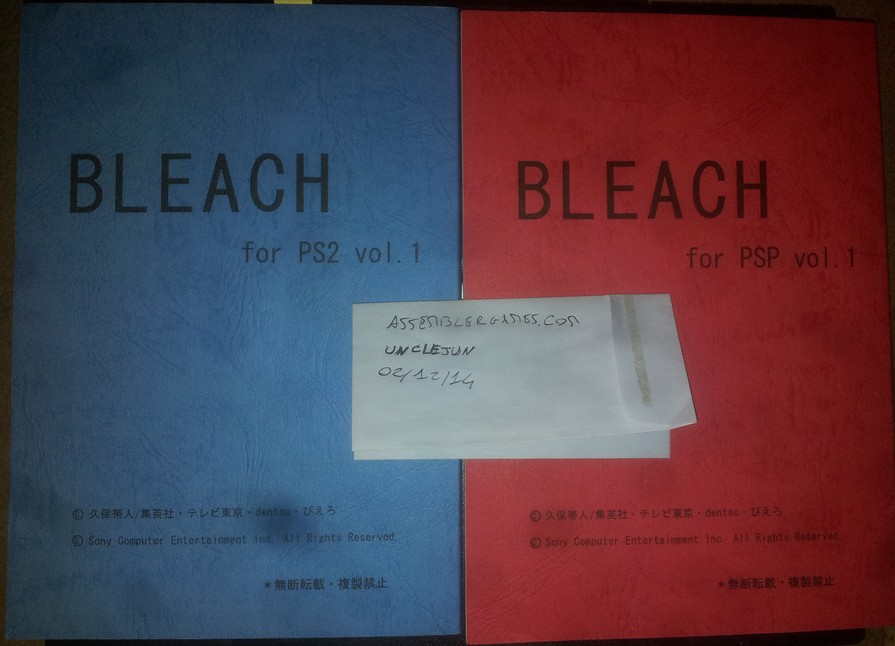 BLEACH
for PS2 vol.1
© 久保帯人/集英社・テレビ東京・dentsu・ぴえろ
© Sony Computer Entertainment Inc. All Rights Reserved.
*無断転載・複製禁止
BLEACH
for PSP vol.1
© 久保帯人/集英社・テレビ東京・dentsu・ぴえろ
© Sony Computer Entertainment Inc. All Rights Reserved.
*無断転載・複製禁止
ASSEMBLERGAMES.COM
UNCLEJUN
02/12/14